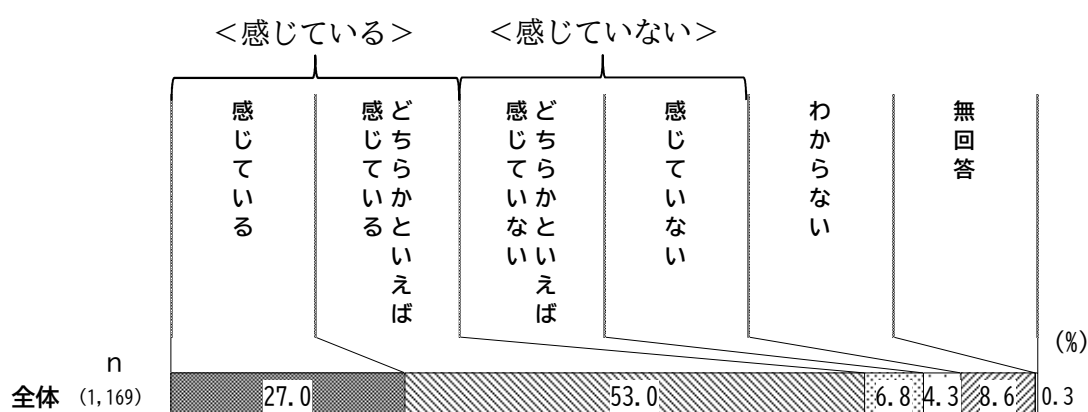 ＜感じている＞ ＜感じていない＞
感じている
どちらかといえば
感じている
どちらかといえば
感じていない
感じていない
わからない
無回答
(%)
n
全体 (1,169) 27.0 53.0 6.8 4.3 8.6 0.3